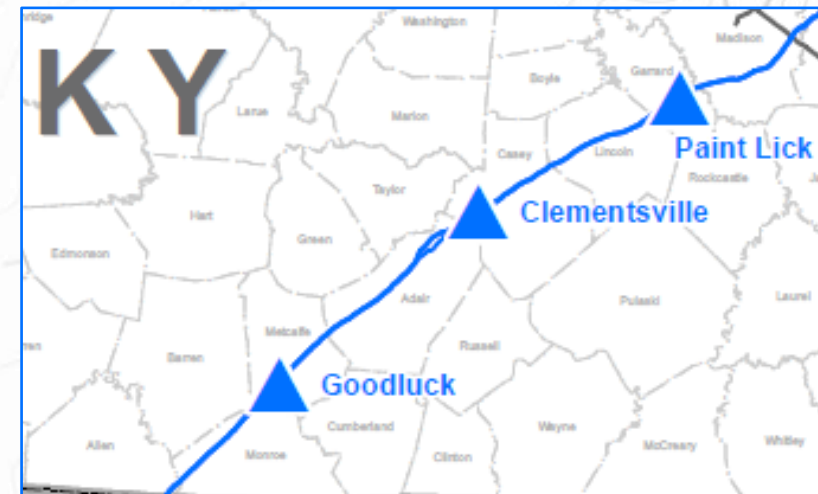 Washington
Madison
K Y
Boyle
Garrard
Larue
Marion
Paint Lick
Casey
Lincoln
Rockcastle
Taylor
Hart
Clementsville
Green
Edmonson
Adair
Pulaski
Laurel
Metcalfe
Russell
Barren
Goodluck
Cumberland
Wayne
Allen
Monroe
Clinton
McCreary
Whitley